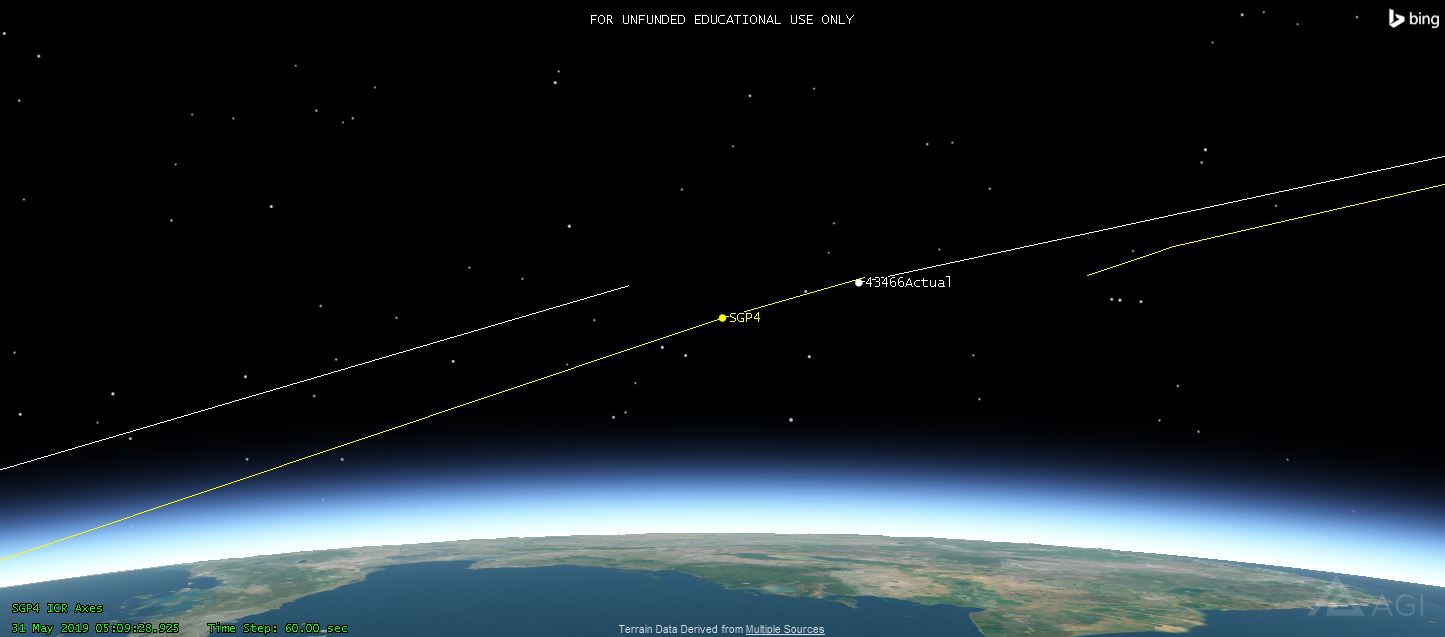 FOR UNFUNDED EDUCATIONAL USE ONLY
bing
43466Actual
SGP4
SGP4 ICR Axes
31 May 2019 05:09:28.925 Time Step: 60.00 sec
Terrain Data Derived from Multiple Sources
AGI